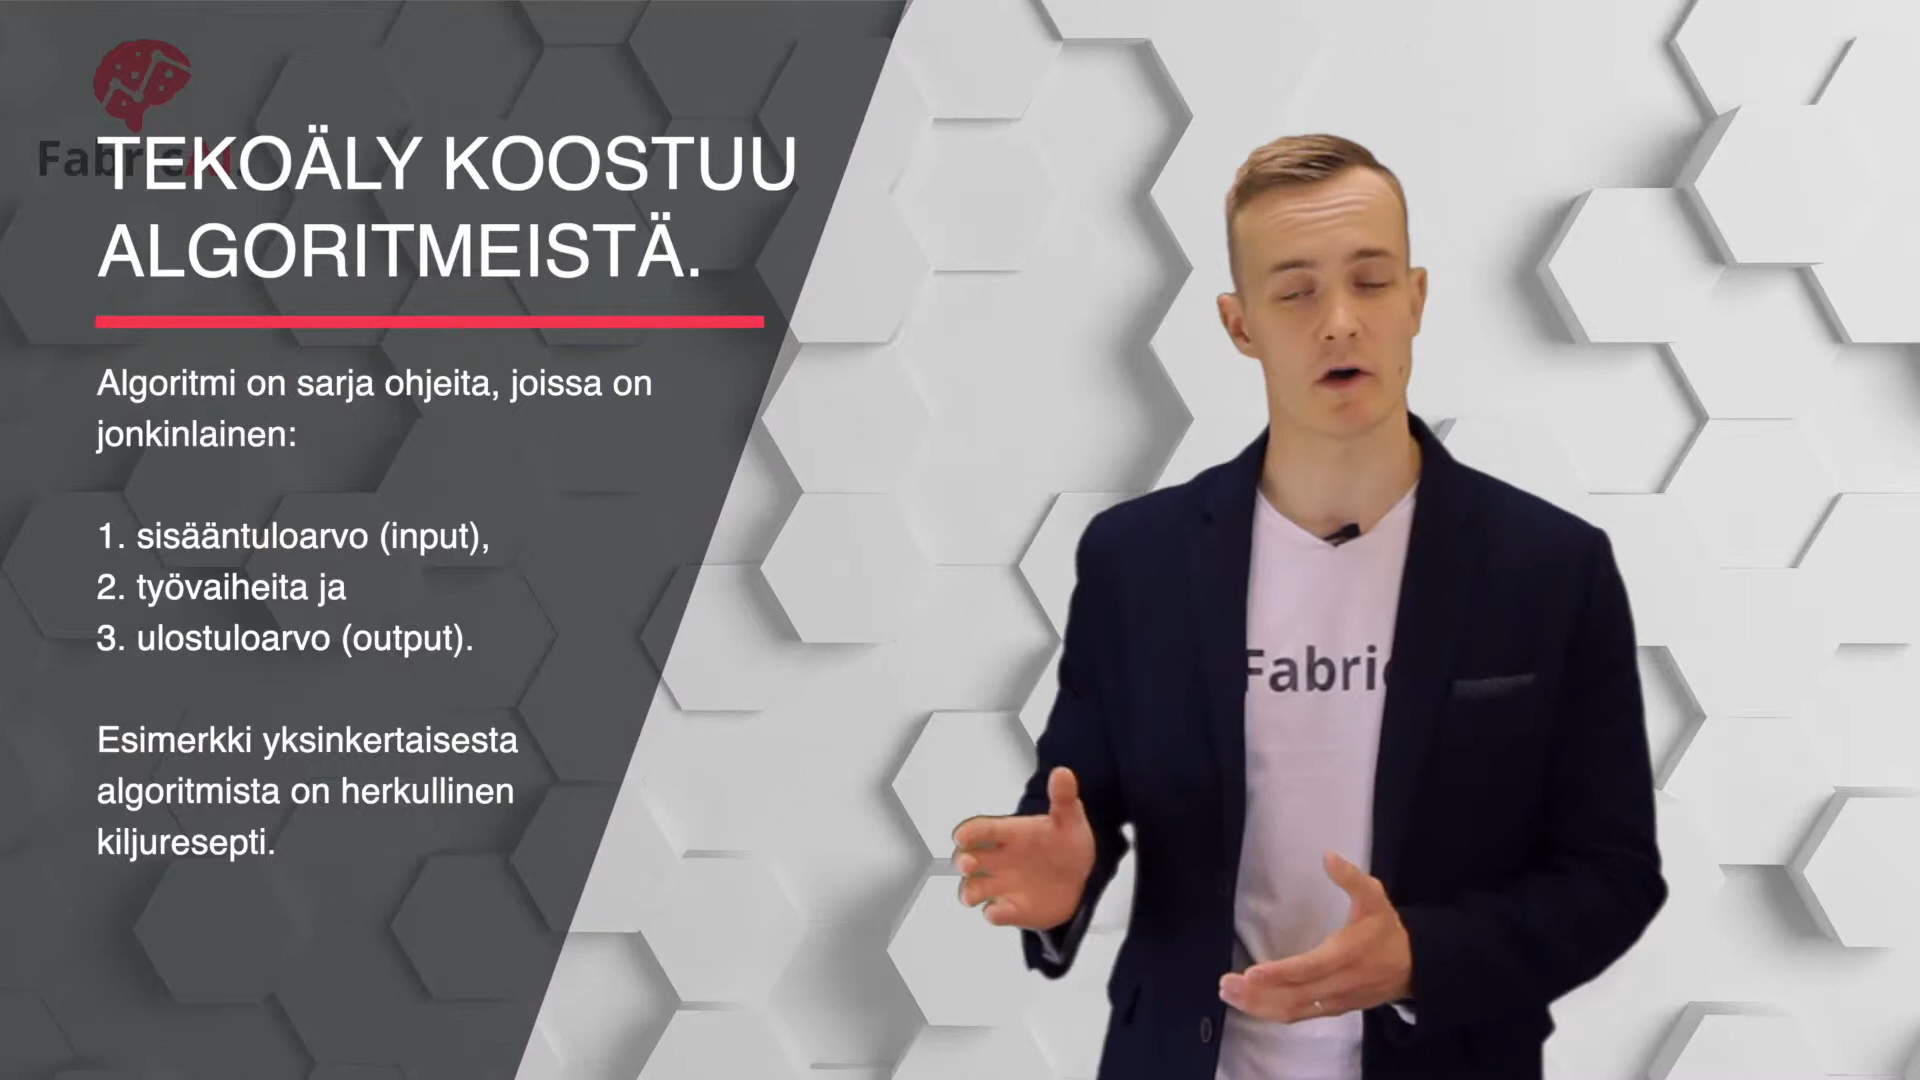 TEKOÄLY KOOSTUU
ALGORITMEISTÄ.
Algoritmi on sarja ohjeita, joissa on
jonkinlainen:
1. sisääntuloarvo (input),
2. työvaiheita ja
3. ulostuloarvo (output).
Esimerkki yksinkertaisesta
algoritmista on herkullinen
kiljuresepti.
Fabric